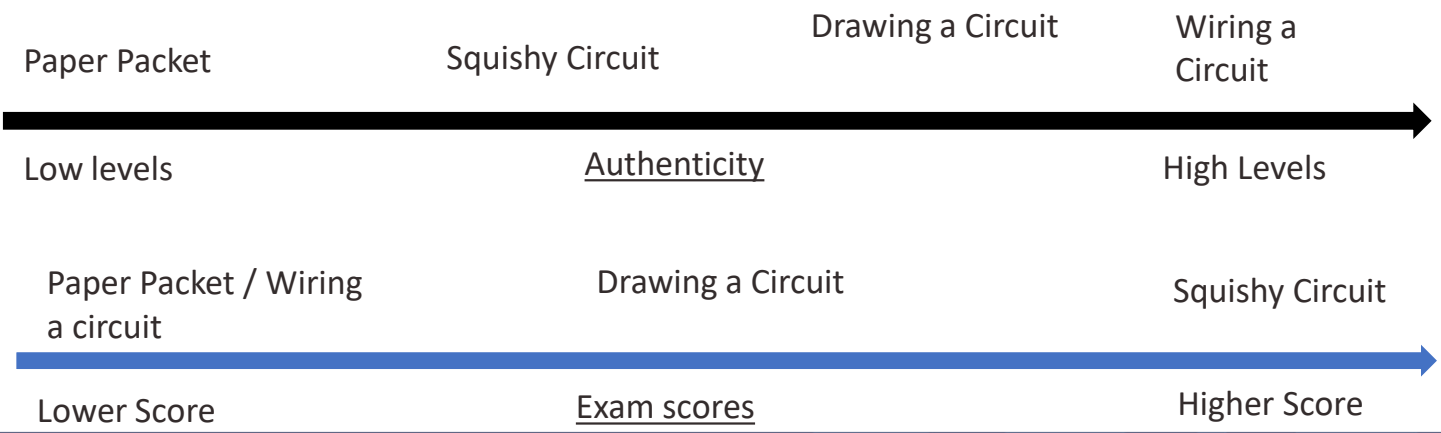 Paper Packet
Squishy Circuit
Drawing a Circuit
Wiring a
Circuit
Low levels
Authenticity
High Levels
Paper Packet / Wiring
a circuit
Drawing a Circuit
Squishy Circuit
Lower Score
Exam scores
Higher Score